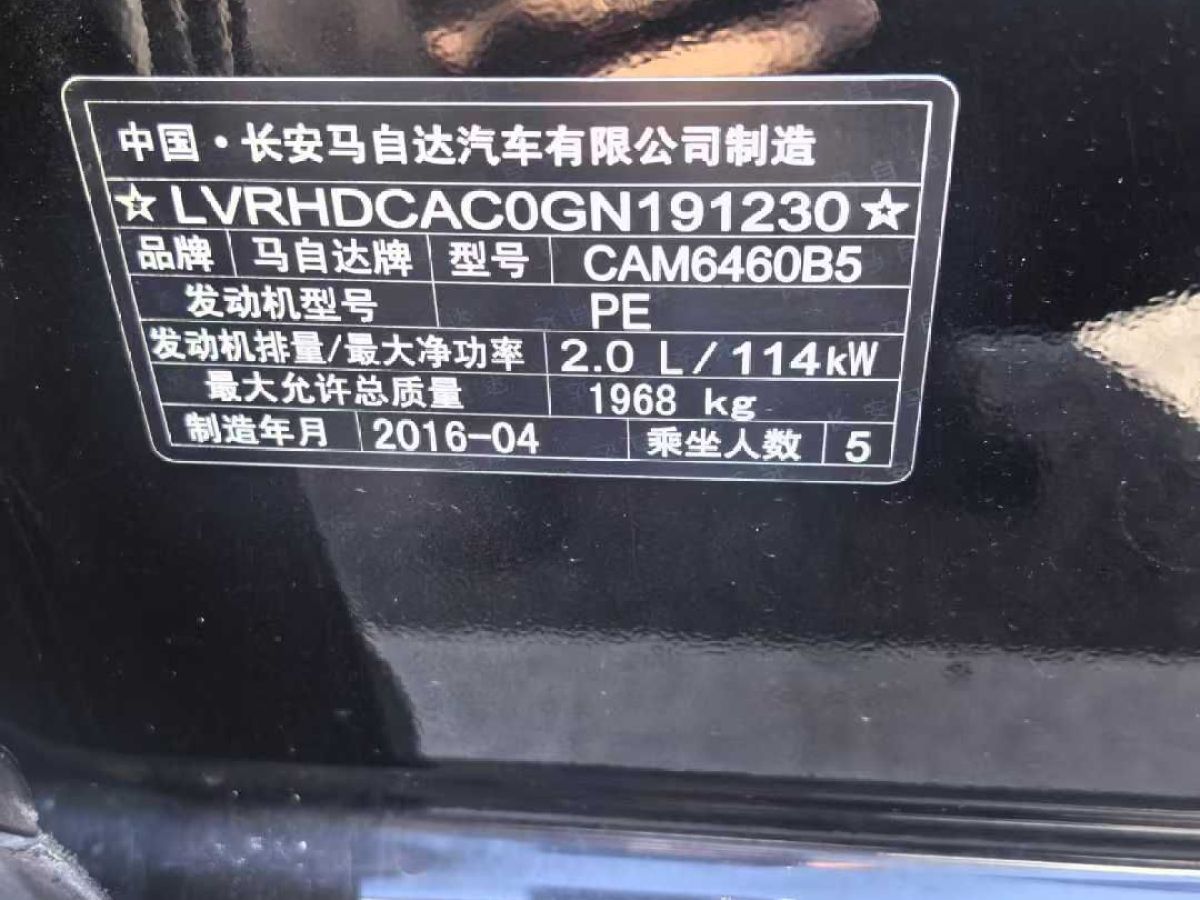 中国·长安马自达汽车有限公司制造
☆LVRHDCAC0GN191230☆
品牌 马自达牌 型号 CAM6460B5
发动机型号 PE
发动机排量/最大净功率 2.0 L/114kW
最大允许总质量 1968 kg
制造年月 2016-04 乘坐人数 5